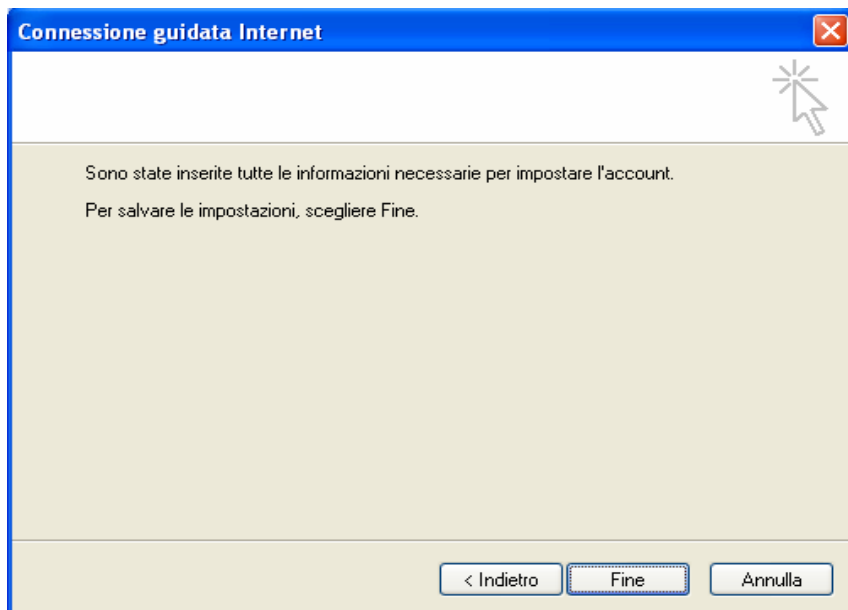 Connessione guidata Internet
Sono state inserite tutte le informazioni necessarie per impostare l'account.
Per salvare le impostazioni, scegliere Fine.
< Indietro
Fine
Annulla